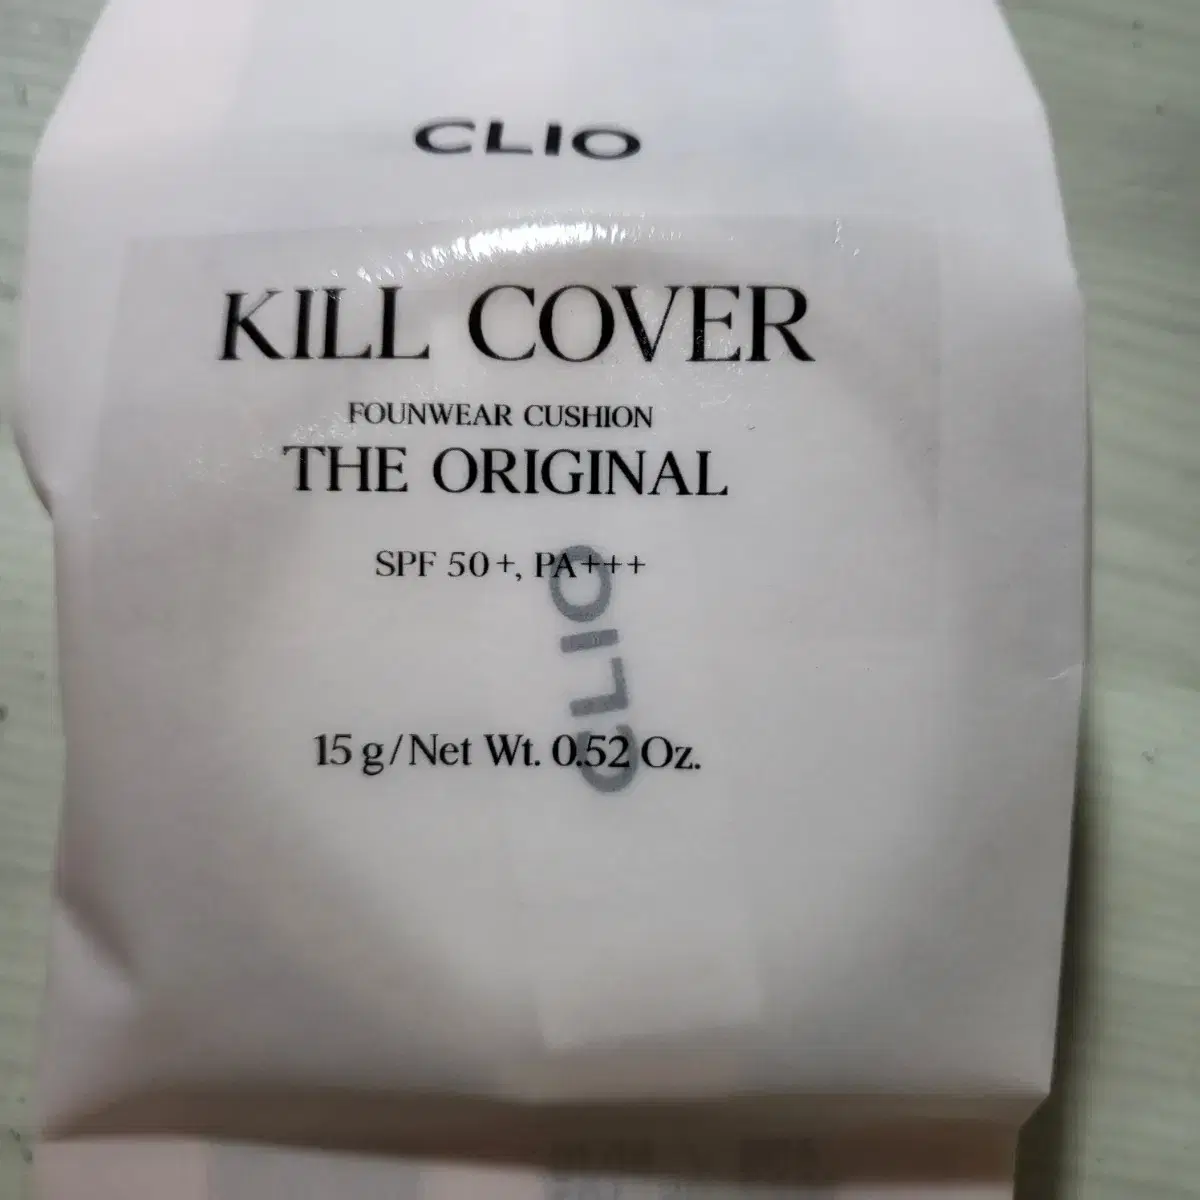 CLIO
KILL COVER
FOUNWEAR CUSHION
THE ORIGINAL
SPF 50+, PA+++
CLIO
15 g/Net Wt. 0.52 Oz.